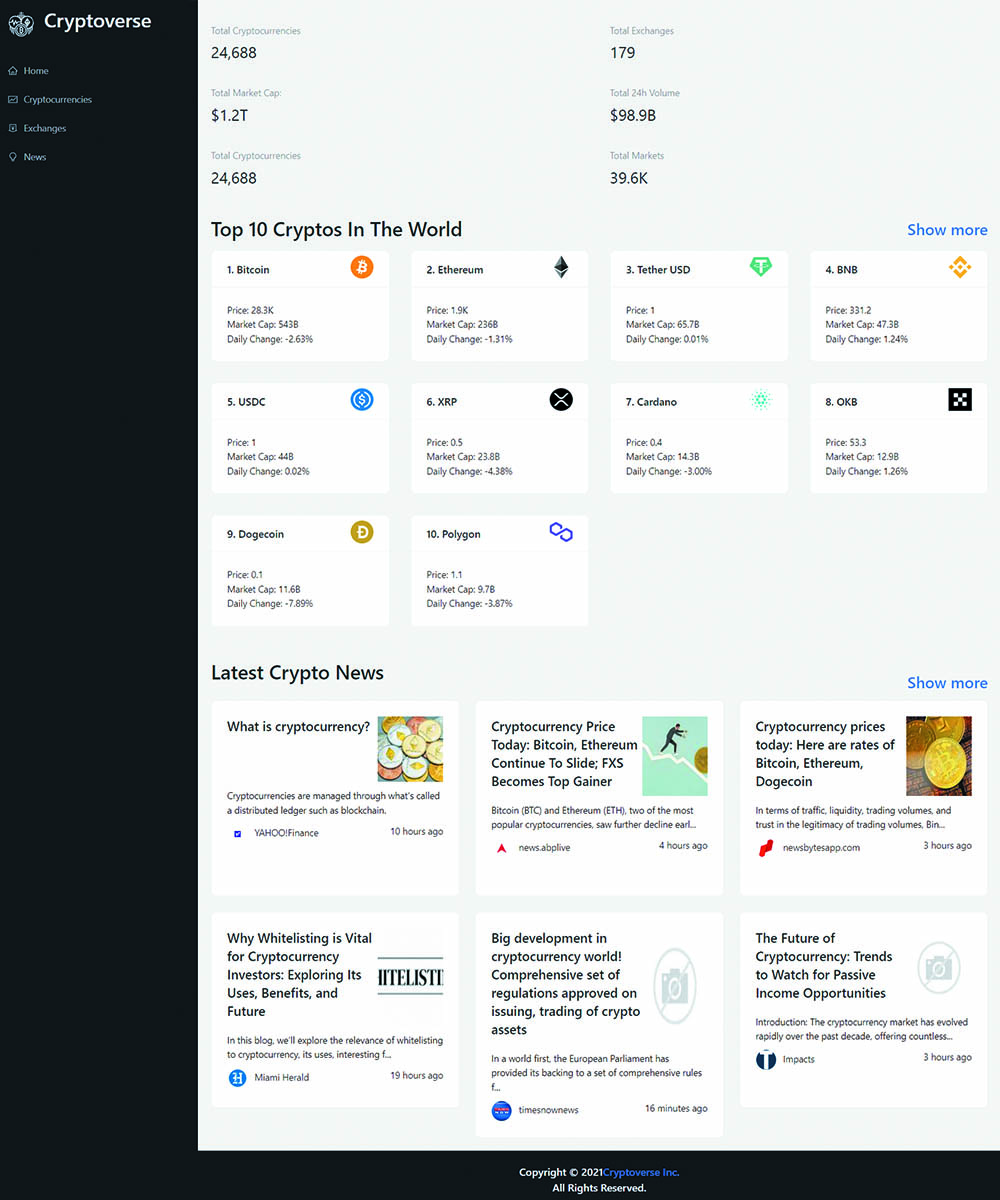 Cryptoverse
Home
Cryptocurrencies
Exchanges
News
Total Cryptocurrencies
24,688
Total Exchanges
179
Total Market Cap:
$1.2T
Total 24h Volume
$98.9B
Total Cryptocurrencies
24,688
Total Markets
39.6K
Top 10 Cryptos In The World
Show more
1. Bitcoin
Price: 28.3K
Market Cap: 543B
Daily Change: -2.63%
2. Ethereum
Price: 1.9K
Market Cap: 236B
Daily Change: -1.31%
3. Tether USD
Price: 1
Market Cap: 65.7B
Daily Change: 0.01%
4. BNB
Price: 331.2
Market Cap: 47.3B
Daily Change: 1.24%
5. USDC
Price: 1
Market Cap: 44B
Daily Change: 0.02%
6. XRP
Price: 0.5
Market Cap: 23.8B
Daily Change: -4.38%
7. Cardano
Price: 0.4
Market Cap: 14.3B
Daily Change: -3.00%
8. OKB
Price: 53.3
Market Cap: 12.9B
Daily Change: 1.26%
9. Dogecoin
Price: 0.1
Market Cap: 11.6B
Daily Change: -7.89%
10. Polygon
Price: 1.1
Market Cap: 9.7B
Daily Change: -3.87%
Latest Crypto News
Show more
What is cryptocurrency?
Cryptocurrencies are managed through what's called
a distributed ledger such as blockchain.
YAHOO!Finance
10 hours ago
Cryptocurrency Price
Today: Bitcoin, Ethereum
Continue To Slide; FXS
Becomes Top Gainer
Bitcoin (BTC) and Ethereum (ETH), two of the most
popular cryptocurrencies, saw further decline earl...
news.abplive
4 hours ago
Cryptocurrency prices
today: Here are rates of
Bitcoin, Ethereum,
Dogecoin
In terms of traffic, liquidity, trading volumes, and
trust in the legitimacy of trading volumes, Bin...
newsbytesapp.com
3 hours ago
Why Whitelisting is Vital
for Cryptocurrency
Investors: Exploring Its
Uses, Benefits, and
Future
HITELISTI
In this blog, we'll explore the relevance of whitelisting
to cryptocurrency, its uses, interesting f...
Miami Herald
19 hours ago
Big development in
cryptocurrency world!
Comprehensive set of
regulations approved on
issuing, trading of crypto
assets
In a world first, the European Parliament has
provided its backing to a set of comprehensive rules
f...
timesnownews
16 minutes ago
The Future of
Cryptocurrency: Trends
to Watch for Passive
Income Opportunities
Introduction: The cryptocurrency market has evolved
rapidly over the past decade, offering countless...
Impacts
3 hours ago
Copyright © 2021Cryptoverse Inc.
All Rights Reserved.